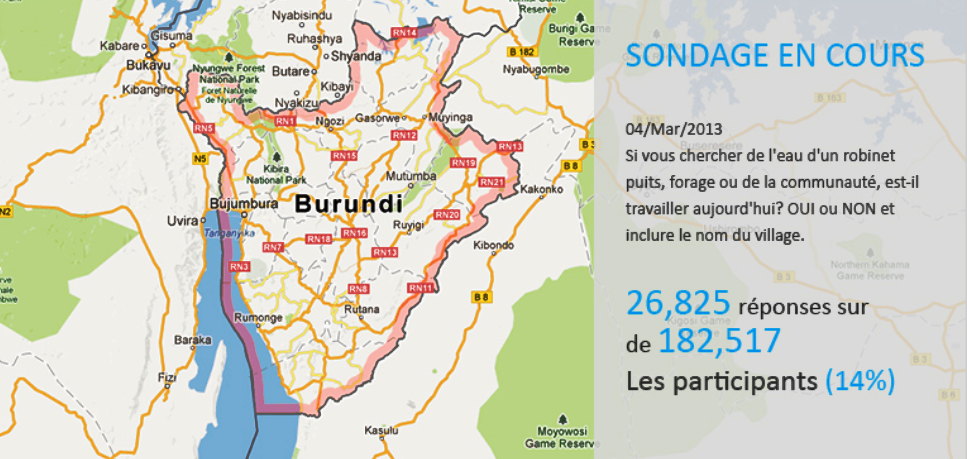 Nyabisindu
Burigi Game
Reserve
Gisuma
RN14
Kabare
Ruhashya
B 182
Bukavu
Shyanda
Nyungwe Forest
National Park
Foret Naturelle
de Nyungwe
Butare
Nyabugombe
Kibangiro
Kibayi
Nyakizu
RN1
Ngozi
Gasorwe
Muyinga
RN5
RN12
RN13
B 3
N5
RN15
RN19
B 8
Kibira
National Park
Mutumba
RN21
Kakonko
N2
Bujumbura
Burundi
Uvira
RN20
Tanganyika
RN16
Ruyigi
RN18
RN7
RN13
Kibondo
RN3
RN8
RN11
B 8
Rutana
Rumonge
Baraka
Fizi
Kasulu
Moyowosi
Game Reserve
SONDAGE EN COURS
04/Mar/2013
Si vous chercher de l'eau d'un robinet
puits, forage ou de la communauté, est-il
travailler aujourd'hui? OUI ou NON et
inclure le nom du village.
B 163
Northern Kahama
Game Reserve
B 3
26,825 réponses sur
de 182,517
Les participants (14%)